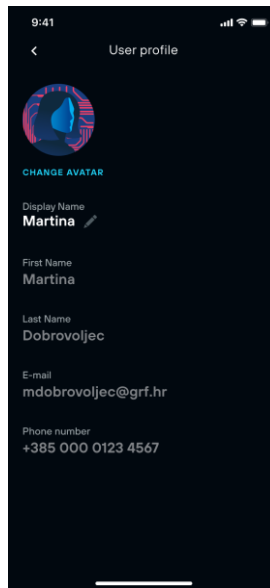 9:41
User profile
CHANGE AVATAR
Display Name
Martina
First Name
Martina
Last Name
Dobrovoljec
E-mail
mdobrovoljec@grf.hr
Phone number
+385 000 0123 4567